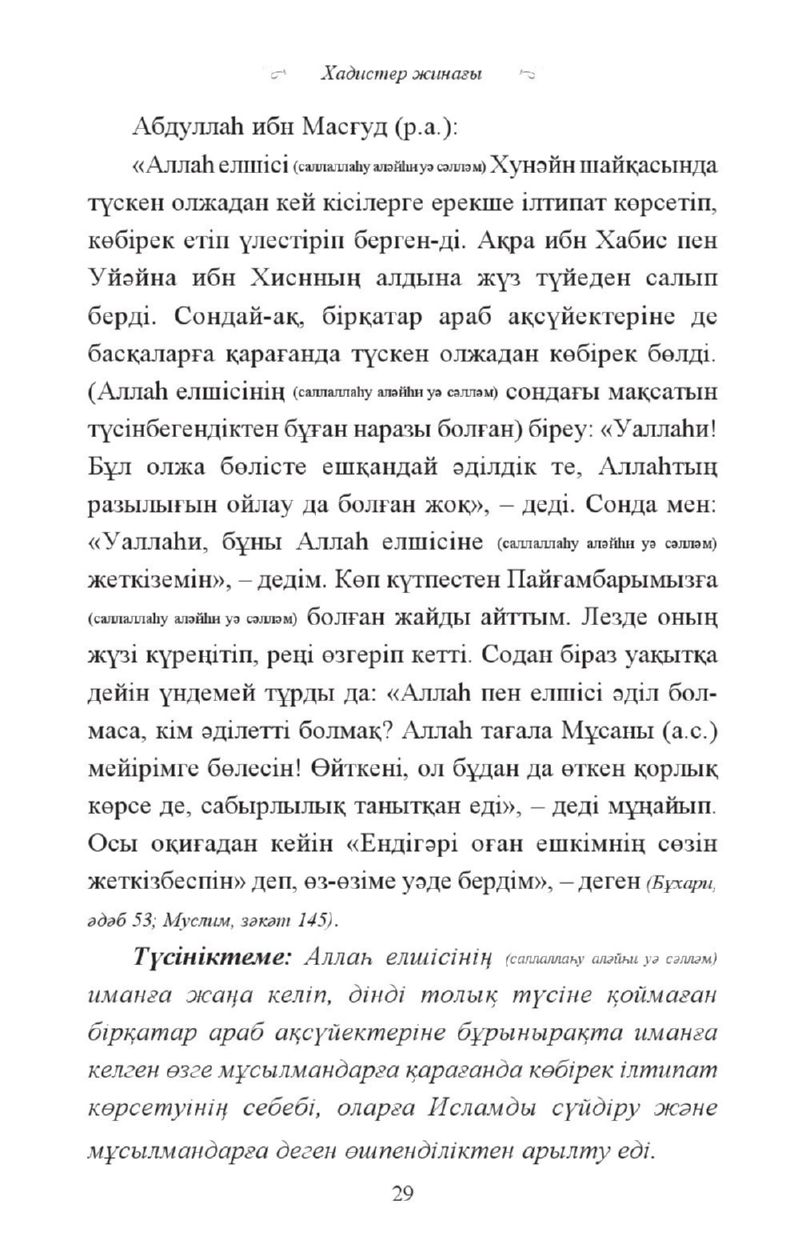 Хадистер жинағы
Абдуллаһ ибн Масғуд (р.а.):
«Аллаһ елшісі (саллаллаһу аләйһи уә сәлләм) Хунәйн шайқасында
түскен олжадан кей кісілерге ерекше ілтипат көрсетіп,
көбірек етіп үлестіріп берген-ді. Ақра ибн Хабис пен
Уйәйна ибн Хиснның алдына жүз түйеден салып
берді. Сондай-ақ, бірқатар араб ақсүйектеріне де
басқаларға қарағанда түскен олжадан көбірек бөлді.
(Аллаһ елшісінің (саллаллаһу аләйһи уә сәлләм) сондағы мақсатын
түсінбегендіктен бұған наразы болған) біреу: «Уаллаһи!
Бұл олжа бөлісте ешқандай әділдік те, Аллаһтың
разылығын ойлау да болған жоқ», – деді. Сонда мен:
«Уаллаһи, бұны Аллаһ елшісіне (саллаллаһу аләйһи уә сәлләм)
жеткіземін», – дедім. Көп күтпестен Пайғамбарымызға
(саллаллаһу аләйһи уә сәлләм) болған жайды айттым. Лезде оның
жүзі күреңітіп, реңі өзгеріп кетті. Содан біраз уақытқа
дейін үндемей тұрды да: «Аллаһ пен елшісі әділ бол-
маса, кім әділетті болмақ? Аллаһ тағала Мұсаны (а.с.)
мейірімге бөлесін! Өйткені, ол бұдан да өткен қорлық
көрсе де, сабырлылық танытқан еді», – деді мұңайып.
Осы оқиғадан кейін «Ендігәрі оған ешкімнің сөзін
жеткізбеспін» деп, өз-өзіме уәде бердім», – деген (Бұхари,
әдәб 53; Муслим, зәкәт 145).
Түсініктеме: Аллаһ елшісінің (саллаллаһу аләйһи уә сәлләм)
иманға жаңа келіп, дінді толық түсіне қоймаған
бірқатар араб ақсүйектеріне бұрынырақта иманға
келген өзге мұсылмандарға қарағанда көбірек ілтипат
көрсетуінің себебі, оларға Исламды сүйдіру және
мұсылмандарға деген өшпенділіктен арылту еді.
29